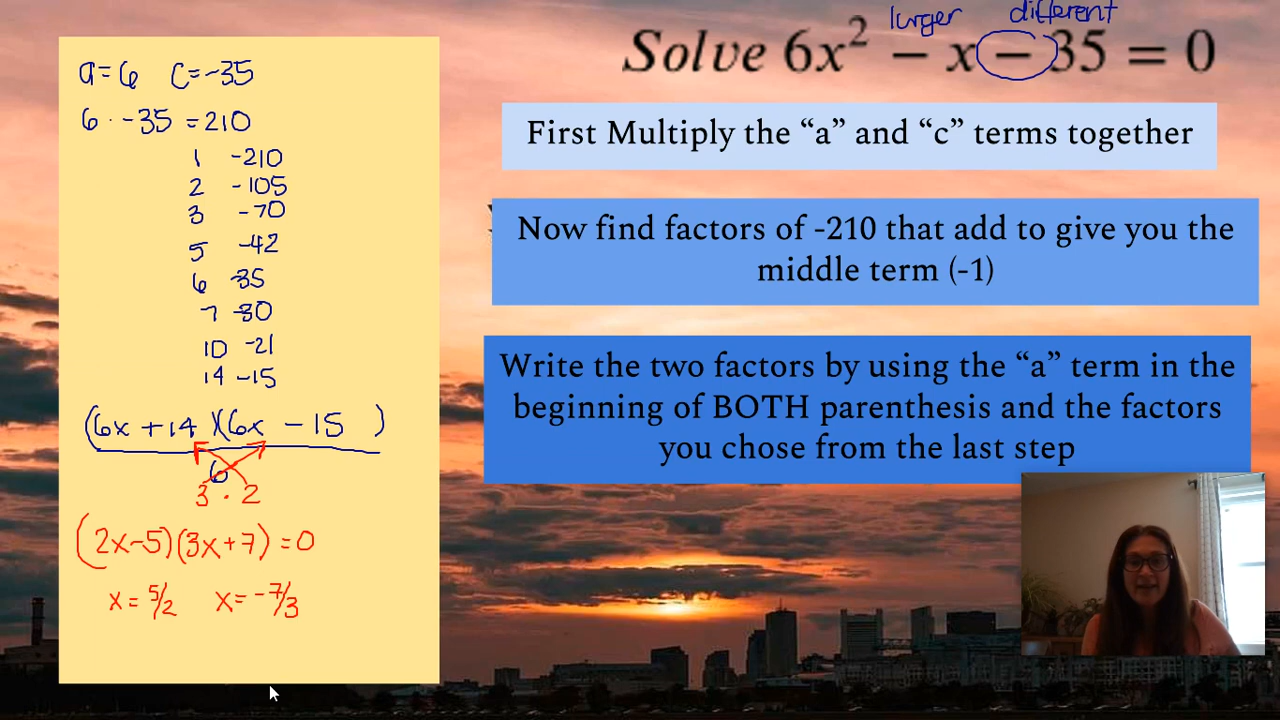 larger different
Solve 6x² − x − 35 = 0
First Multiply the “a” and “c” terms together
Now find factors of -210 that add to give you the
middle term (-1)
Write the two factors by using the “a” term in the
beginning of BOTH parenthesis and the factors
you chose from the last step
a=6 c=-35
6 · -35 = 210
1 -210
2 -105
3 -70
5 -42
6 -35
7 -30
10 -21
14 -15
(6x +14)(6x -15)
6
3 · 2
(2x-5)(3x+7)=0
x= 5/2 x= -7/3